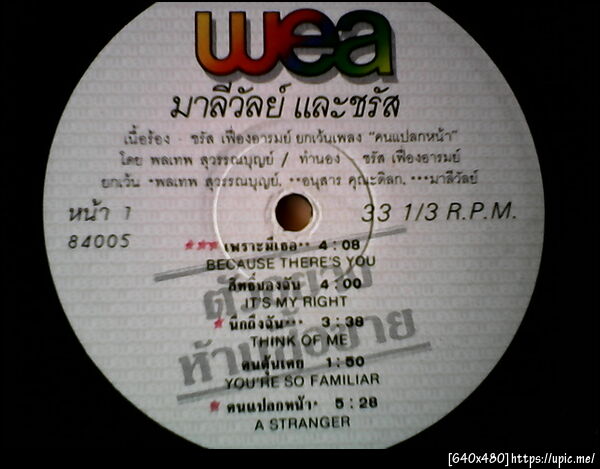 wea
มาลีวัลย์ และชรัส
เนื้อร้อง - ชรัส เฟื่องอารมย์ ยกเว้นเพลง "คนแปลกหน้า"
โดย พลเทพ สุวรรณบุญย์ / ทำนอง ชรัส เฟื่องอารมย์
ยกเว้น *พลเทพ สุวรรณบุญย์, **อนุสาร คุณะดิลก, ***มาลีวัลย์
หน้า 1 33 1/3 R.P.M.
84005
★★★ เพราะมีเธอ** 4:08
BECAUSE THERE'S YOU
สิทธิ์ของฉัน 4:00
IT'S MY RIGHT
★ นึกถึงฉัน*** 3:38
THINK OF ME
คนคุ้นเคย 1:50
YOU'RE SO FAMILIAR
★ คนแปลกหน้า* 5:28
A STRANGER
ตัวอย่าง
ห้ามซื้อขาย
[640x480]https://upic.me/